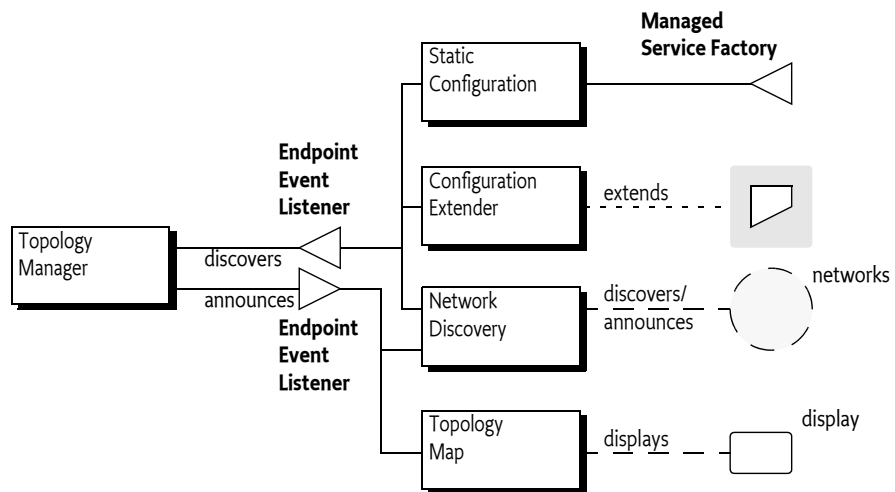 Managed
Service Factory
Static
Configuration
Endpoint
Event
Listener
Configuration
Extender
extends
Topology
Manager
discovers
announces
Network
Discovery
discovers/
announces
networks
Endpoint
Event
Listener
Topology
Map
displays
display